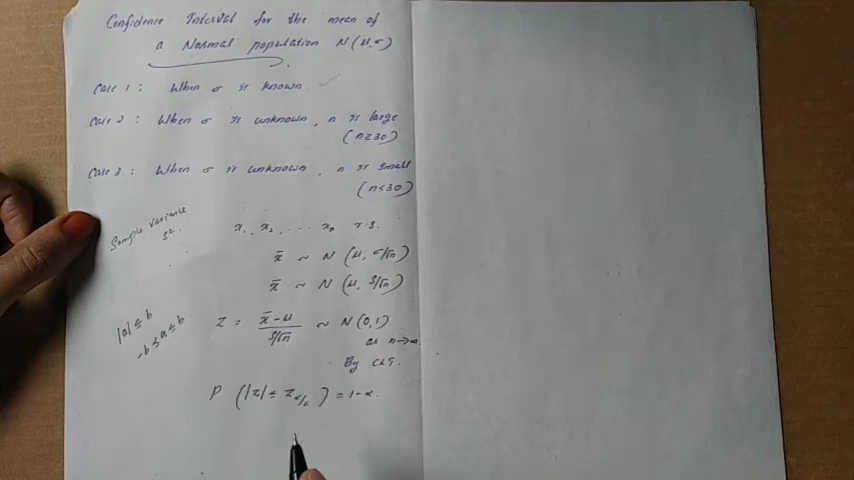 Confidence Interval for the mean of
a Normal population N(μ,σ)
Case 1 : When σ is known
Case 2 : When σ is unknown, n is large
(n≥30)
Case 3 : When σ is unknown, n is small
(n<30)
Sample variance
s².
x₁, x₂, ... xₙ r.s.
x̄ ~ N(μ, σ/√n)
x̄ ~ N(μ, s/√n)
|a| ≤ b
-b ≤ a ≤ b
Z = (x̄-μ)/(s/√n) ~ N(0,1)
as n→∞
By CLT.
P(|Z| ≤ Z_α/2) = 1-α.